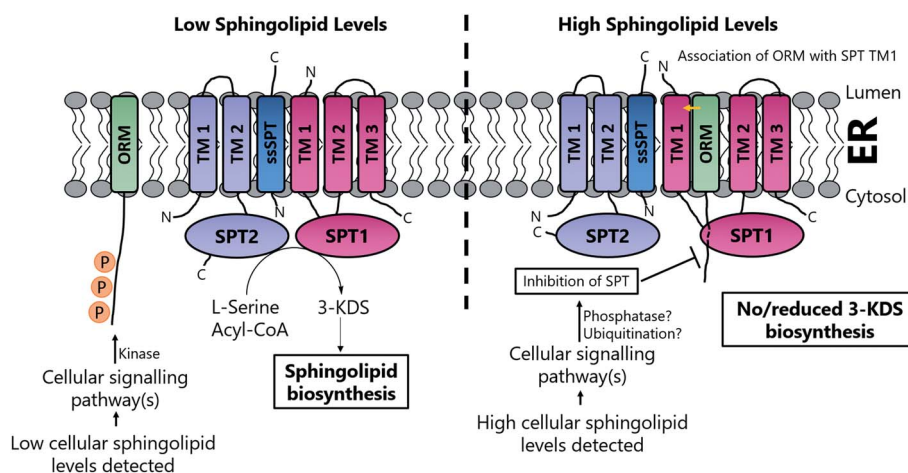 Low Sphingolipid Levels
C
N
ORM
TM 1
TM 2
ssSPT
TM 1
TM 2
TM 3
N
N
C
SPT2
SPT1
C
P
P
P
L-Serine
Acyl-CoA
3-KDS
Kinase
Cellular signalling
pathway(s)
Low cellular sphingolipid
levels detected
Sphingolipid
biosynthesis
High Sphingolipid Levels
Association of ORM with SPT TM1
C
N
Lumen
TM 1
TM 2
ssSPT
TM 1
ORM
TM 2
TM 3
ER
Cytosol
N
N
C
C
SPT2
SPT1
Inhibition of SPT
Phosphatase?
Ubiquitination?
Cellular signalling
pathway(s)
High cellular sphingolipid
levels detected
No/reduced 3-KDS
biosynthesis